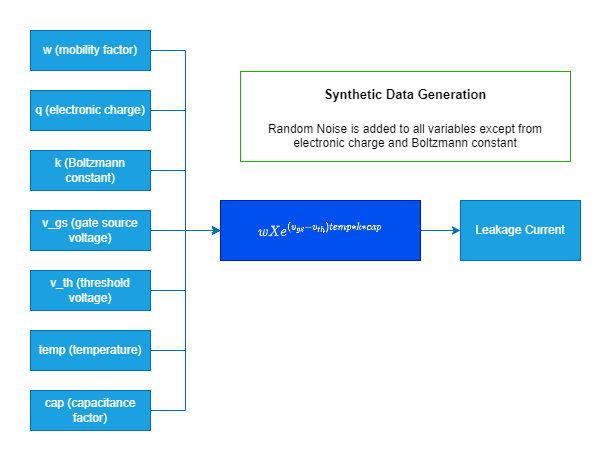 w (mobility factor)
q (electronic charge)
k (Boltzmann
constant)
v_gs (gate source
voltage)
v_th (threshold
voltage)
temp (temperature)
cap (capacitance
factor)
Synthetic Data Generation
Random Noise is added to all variables except from
electronic charge and Boltzmann constant
wXe^{(v_{gs}-v_{th})temp*k*cap}
Leakage Current